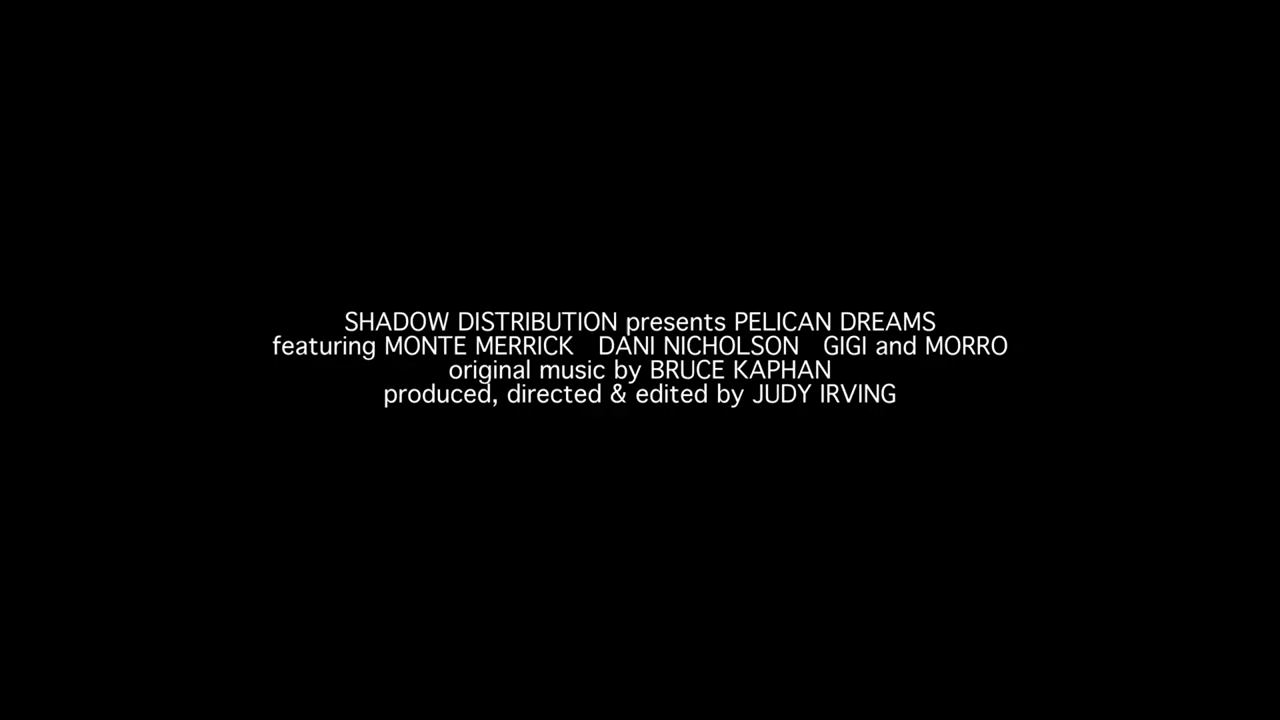 SHADOW DISTRIBUTION presents PELICAN DREAMS
featuring MONTE MERRICK DANI NICHOLSON GIGI and MORRO
original music by BRUCE KAPHAN
produced, directed & edited by JUDY IRVING